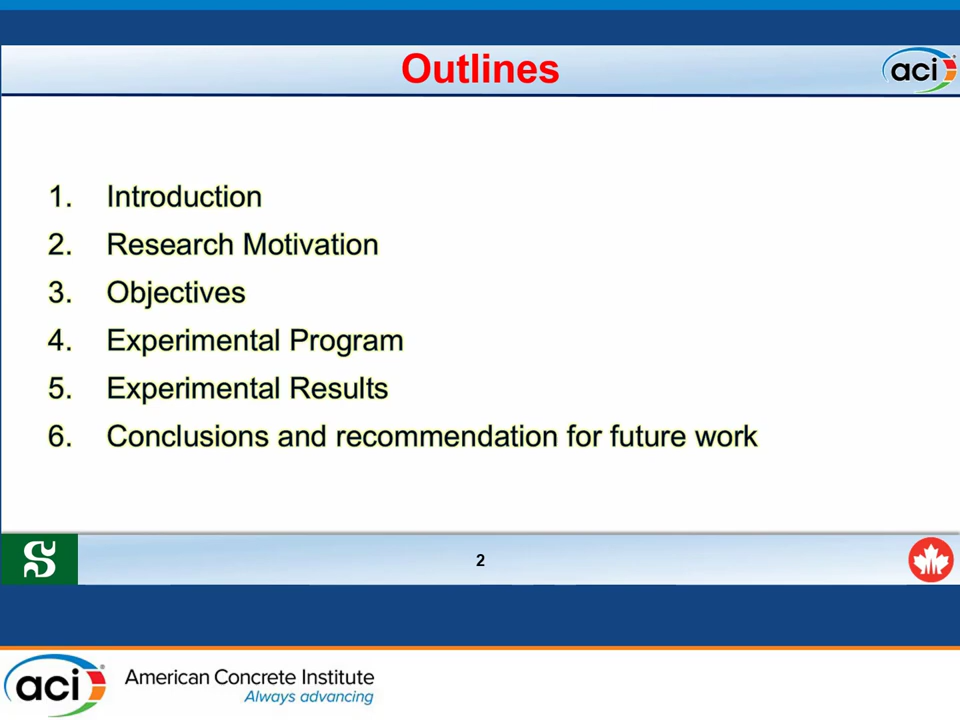 Outlines
aci
1. Introduction
2. Research Motivation
3. Objectives
4. Experimental Program
5. Experimental Results
6. Conclusions and recommendation for future work
S
2
aci
American Concrete Institute
Always advancing